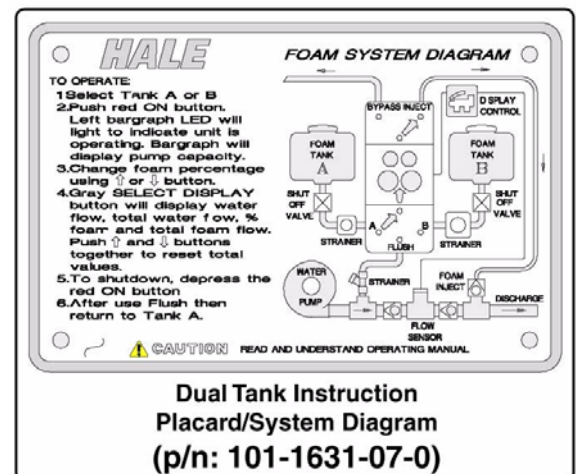 HALE
FOAM SYSTEM DIAGRAM
TO OPERATE:
1 Select Tank A or B
2.Push red ON button.
Left bargraph LED will
light to indicate unit is
operating. Bargraph will
display pump capacity.
3.Change foam percentage
using ⇧ or ⇩ button.
4.Gray SELECT DISPLAY
button will display water
flow, total water f ow, %
foam and total foam flow.
Push ⇧ and ⇩ buttons
together to reset total
values.
5.To shutdown, depress the
red ON button
6.After use Flush then
return to Tank A.
BYPASS INJECT
DISPLAY
CONTROL
FOAM
TANK
A
FOAM
TANK
B
SHUT
OFF
VALVE
SHUT
OFF
VALVE
A
B
STRAINER
FLUSH
STRAINER
WATER
PUMP
STRAINER
FOAM
INJECT
DISCHARGE
FLOW
SENSOR
CAUTION READ AND UNDERSTAND OPERATING MANUAL
Dual Tank Instruction
Placard/System Diagram
(p/n: 101-1631-07-0)